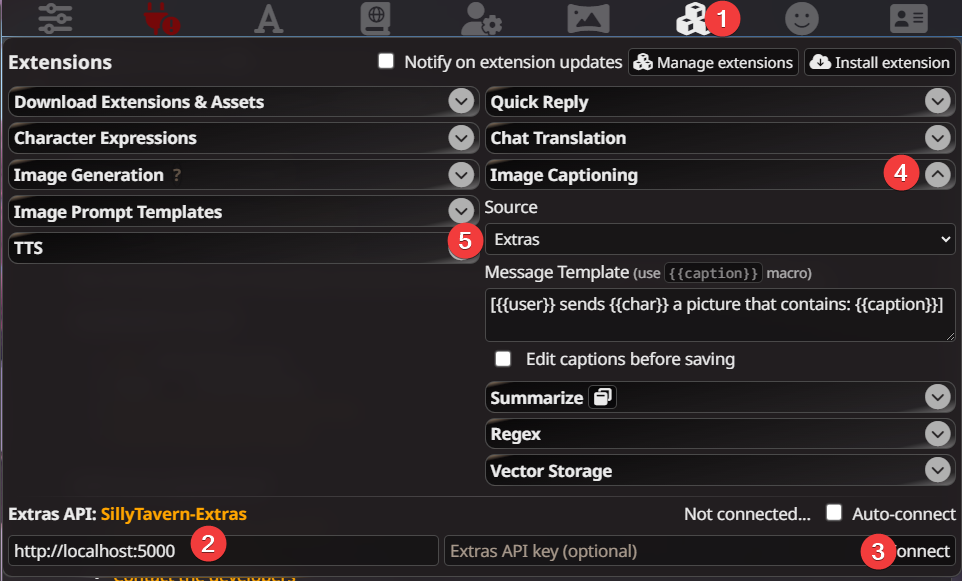 1
Extensions
Notify on extension updates
Manage extensions
Install extension
Download Extensions & Assets
Quick Reply
Character Expressions
Chat Translation
Image Generation ?
Image Captioning
4
Image Prompt Templates
Source
TTS
5
Extras
Message Template (use {{caption}} macro)
[{{user}} sends {{char}} a picture that contains: {{caption}}]
Edit captions before saving
Summarize
Regex
Vector Storage
Extras API: SillyTavern-Extras
Not connected...
Auto-connect
http://localhost:5000
2
Extras API key (optional)
3
onnect
Contact the developers